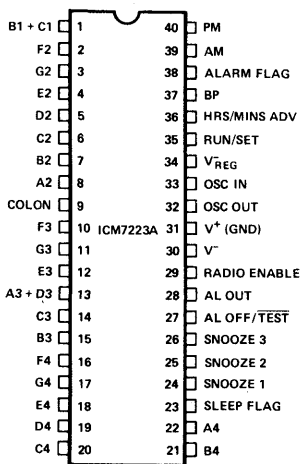 B1 + C1 1 40 PM
F2 2 39 AM
G2 3 38 ALARM FLAG
E2 4 37 BP
D2 5 36 HRS/MINS ADV
C2 6 35 RUN/SET
B2 7 34 V⁻REG
A2 8 33 OSC IN
COLON 9 32 OSC OUT
F3 10 ICM7223A 31 V⁺ (GND)
G3 11 30 V⁻
E3 12 29 RADIO ENABLE
A3 + D3 13 28 AL OUT
C3 14 27 AL OFF/T̅E̅S̅T̅
B3 15 26 SNOOZE 3
F4 16 25 SNOOZE 2
G4 17 24 SNOOZE 1
E4 18 23 SLEEP FLAG
D4 19 22 A4
C4 20 21 B4